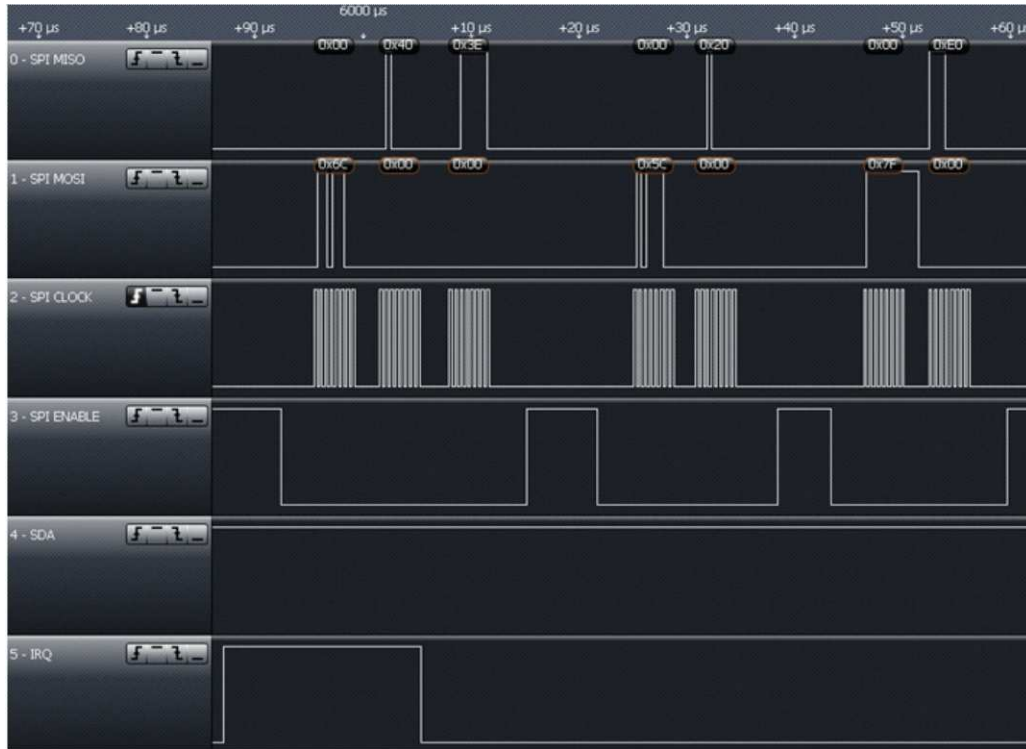 6000 µs
+70 µs +80 µs +90 µs +10 µs +20 µs +30 µs +40 µs +50 µs +60 µ
0 - SPI MISO 0x00 0x40 0x3E 0x00 0x20 0x00 0xE0
1 - SPI MOSI 0x6C 0x00 0x00 0x5C 0x00 0x7F 0x00
2 - SPI CLOCK
3 - SPI ENABLE
4 - SDA
5 - IRQ